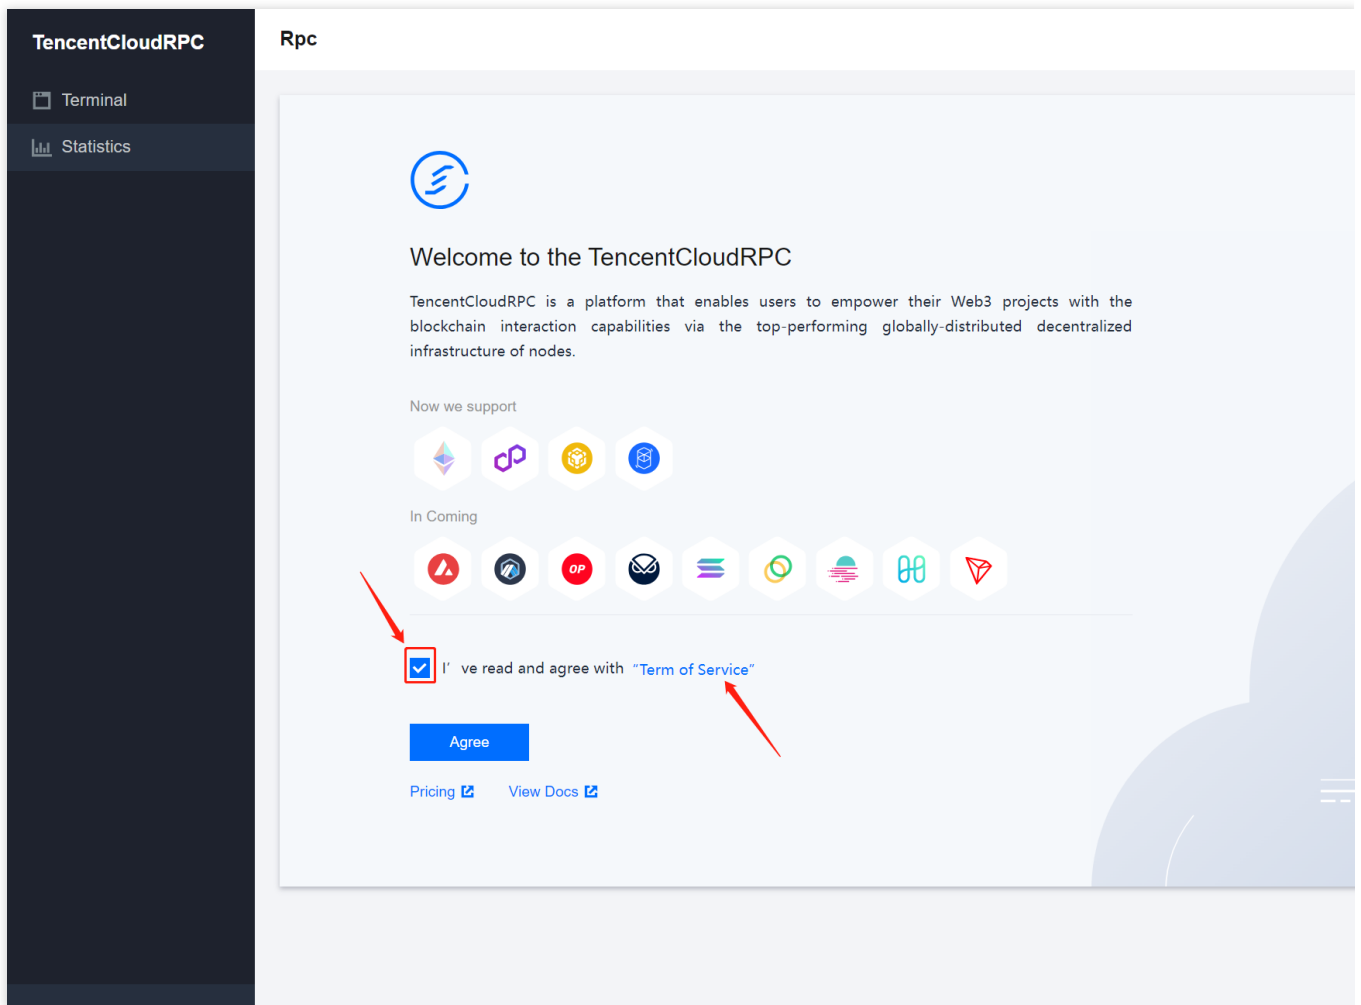 TencentCloudRPC
Rpc
Terminal
Statistics
Welcome to the TencentCloudRPC
TencentCloudRPC is a platform that enables users to empower their Web3 projects with the
blockchain interaction capabilities via the top-performing globally-distributed decentralized
infrastructure of nodes.
Now we support
In Coming
OP
I’ ve read and agree with “Term of Service”
Agree
Pricing View Docs